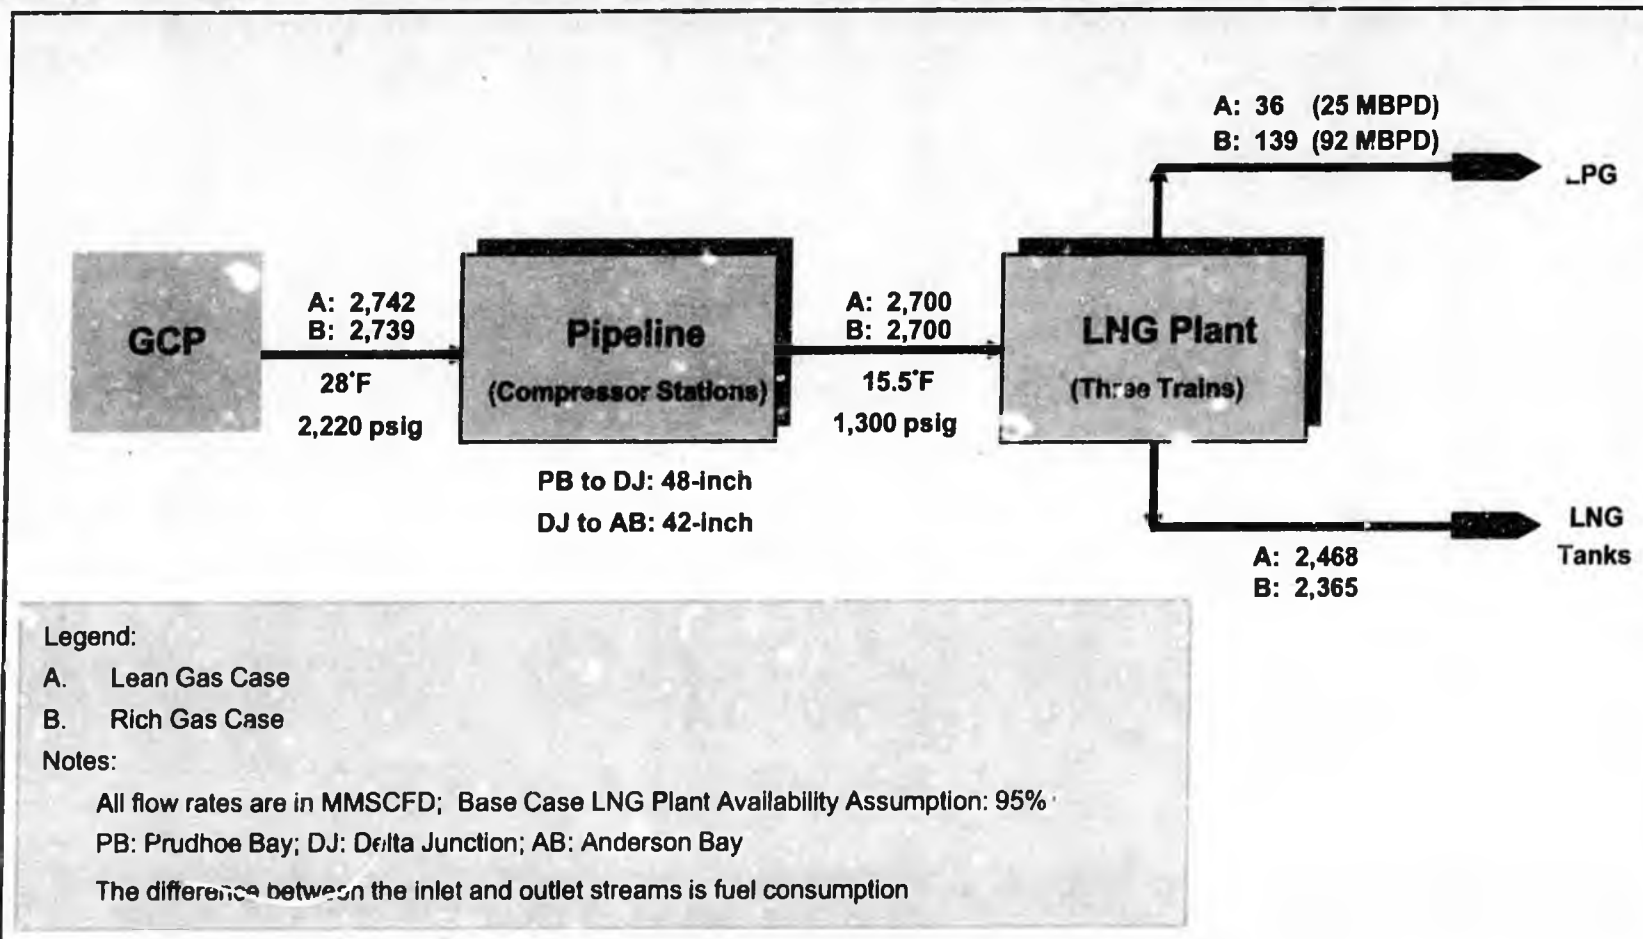 A: 36 (25 MBPD)
B: 139 (92 MBPD)
LPG
GCP
A: 2,742
B: 2,739
28°F
2,220 psig
Pipeline
(Compressor Stations)
A: 2,700
B: 2,700
15.5°F
1,300 psig
LNG Plant
(Three Trains)
PB to DJ: 48-inch
DJ to AB: 42-inch
A: 2,468
B: 2,365
LNG
Tanks
Legend:
A. Lean Gas Case
B. Rich Gas Case
Notes:
All flow rates are in MMSCFD; Base Case LNG Plant Availability Assumption: 95%
PB: Prudhoe Bay; DJ: Delta Junction; AB: Anderson Bay
The difference between the inlet and outlet streams is fuel consumption